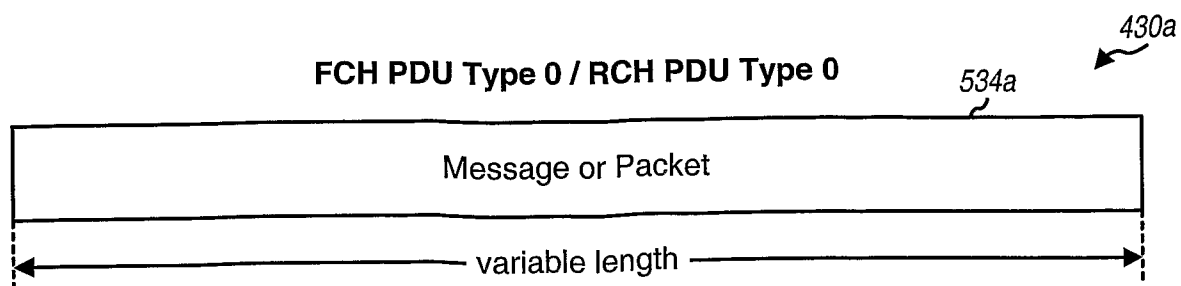 430a
FCH PDU Type 0 / RCH PDU Type 0
534a
Message or Packet
variable length